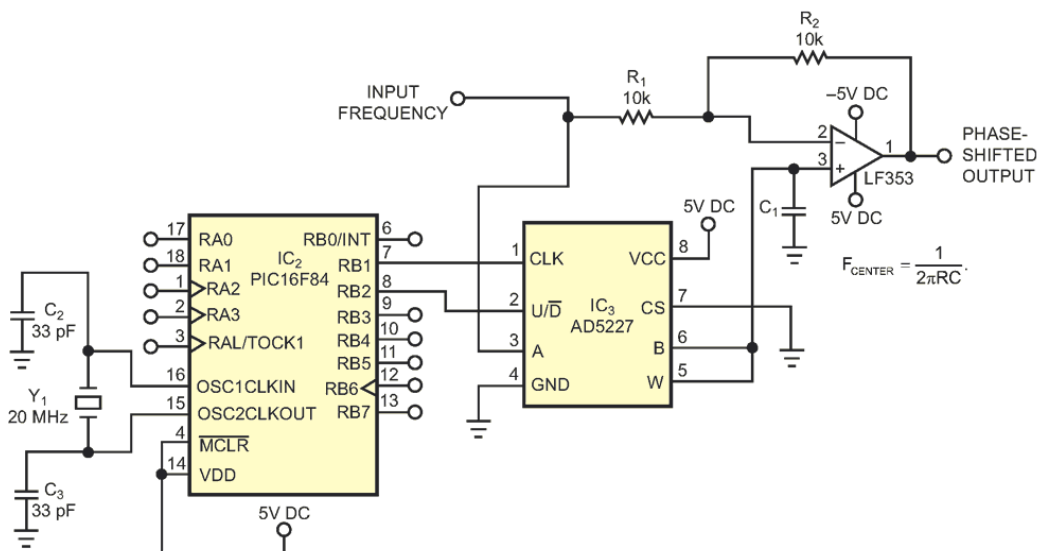 R2
10k
R1
10k
INPUT
FREQUENCY
–5V DC
2
–
3
+
1
LF353
5V DC
PHASE-
SHIFTED
OUTPUT
C1
FCENTER = 1
2πRC.
5V DC
17
RA0
18
RA1
1
RA2
2
RA3
3
RAL/TOCK1
16
OSC1CLKIN
15
OSC2CLKOUT
4
MCLR
14
VDD
IC2
PIC16F84
RB0/INT
6
RB1
7
RB2
8
RB3
9
RB4
10
RB5
11
RB6
12
RB7
13
1
CLK
2
U/D
3
A
4
GND
IC3
AD5227
VCC
8
CS
7
B
6
W
5
C2
33 pF
Y1
20 MHz
C3
33 pF
5V DC